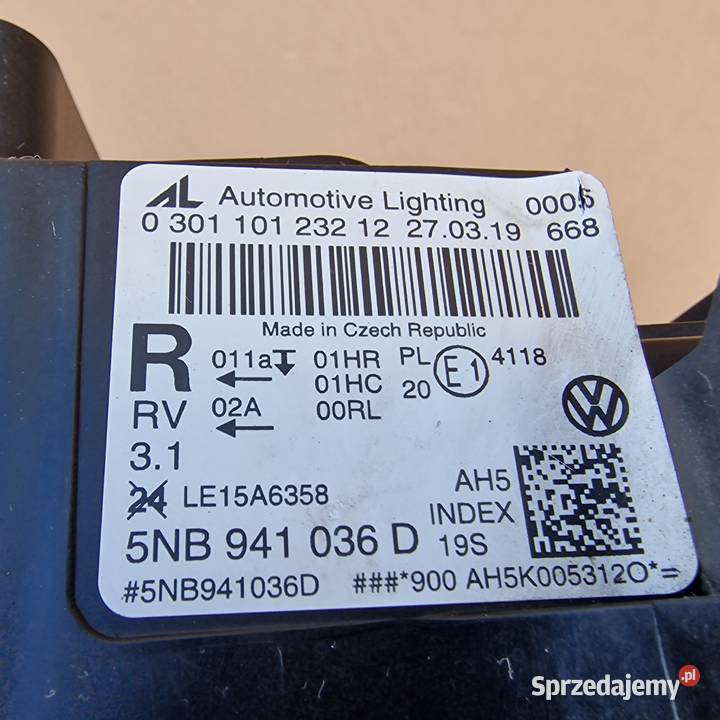 AL Automotive Lighting 0005
0 301 101 232 12 27.03.19 668
Made in Czech Republic
R 011a 01HR PL E1 4118
01HC 20
RV 02A 00RL
3.1
24 LE15A6358 AH5
INDEX
5NB 941 036 D 19S
#5NB941036D ###*900 AH5K005312O*=
Sprzedajemy.pl